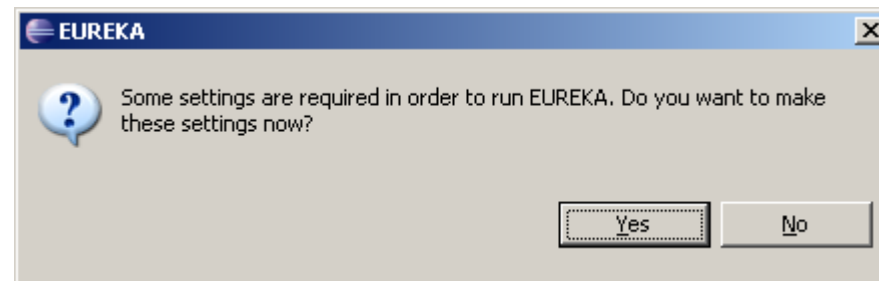 EUREKA
Some settings are required in order to run EUREKA. Do you want to make
these settings now?
Yes
No